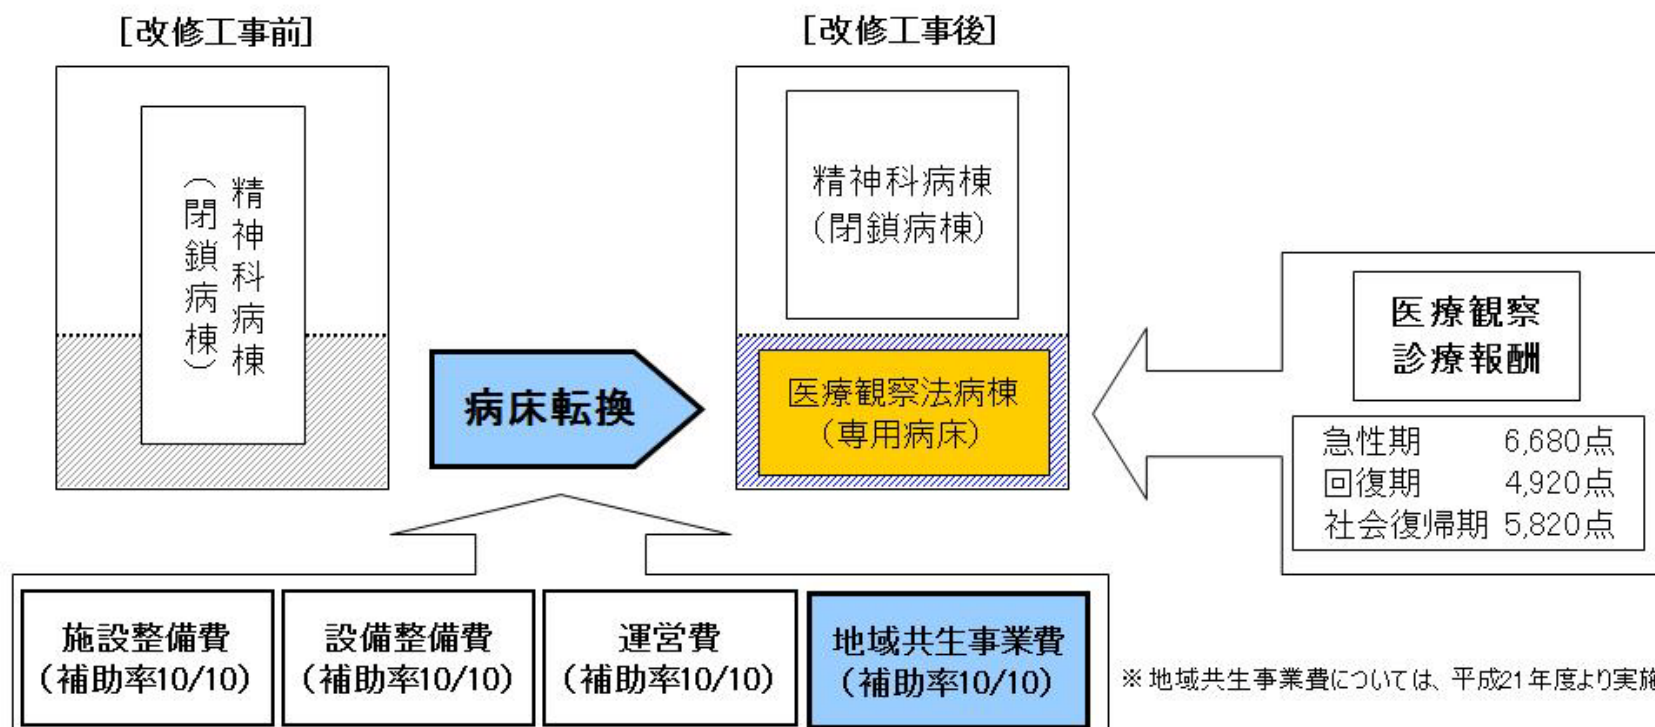 [改修工事前]
[改修工事後]
精神科病棟
(閉鎖病棟)
病床転換
精神科病棟
(閉鎖病棟)
医療観察法病棟
(専用病床)
医療観察
診療報酬
急性期 6,680点
回復期 4,920点
社会復帰期 5,820点
施設整備費
(補助率10/10)
設備整備費
(補助率10/10)
運営費
(補助率10/10)
地域共生事業費
(補助率10/10)
※地域共生事業費については、平成21年度より実施